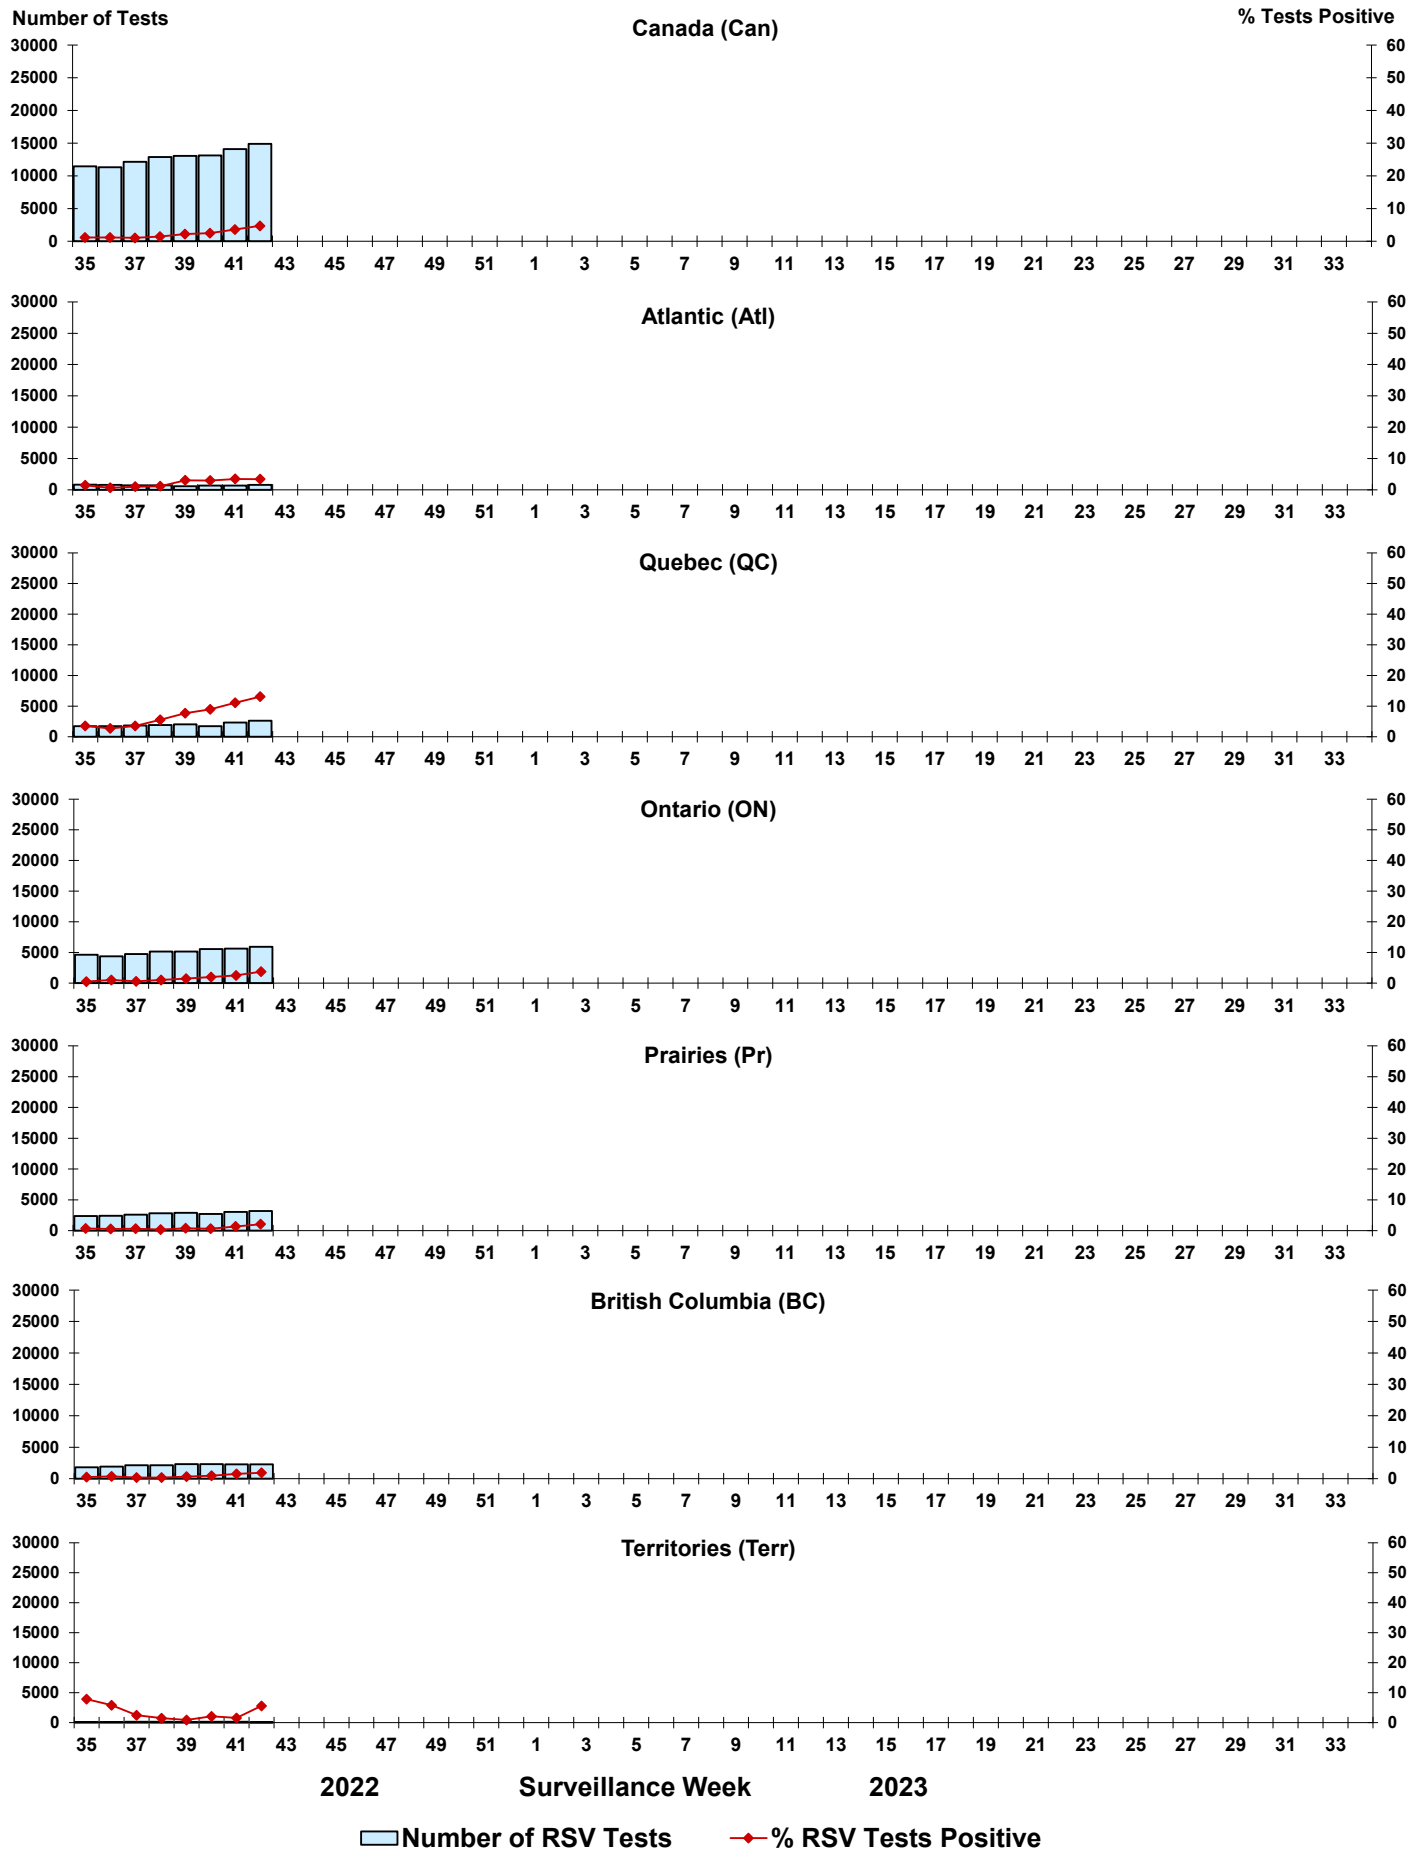 Number of Tests
Canada (Can)
% Tests Positive
30000 60
25000 50
20000 40
15000 30
10000 20
5000 10
0 0
35 37 39 41 43 45 47 49 51 1 3 5 7 9 11 13 15 17 19 21 23 25 27 29 31 33
Atlantic (Atl)
30000 60
25000 50
20000 40
15000 30
10000 20
5000 10
0 0
35 37 39 41 43 45 47 49 51 1 3 5 7 9 11 13 15 17 19 21 23 25 27 29 31 33
Quebec (QC)
30000 60
25000 50
20000 40
15000 30
10000 20
5000 10
0 0
35 37 39 41 43 45 47 49 51 1 3 5 7 9 11 13 15 17 19 21 23 25 27 29 31 33
Ontario (ON)
30000 60
25000 50
20000 40
15000 30
10000 20
5000 10
0 0
35 37 39 41 43 45 47 49 51 1 3 5 7 9 11 13 15 17 19 21 23 25 27 29 31 33
Prairies (Pr)
30000 60
25000 50
20000 40
15000 30
10000 20
5000 10
0 0
35 37 39 41 43 45 47 49 51 1 3 5 7 9 11 13 15 17 19 21 23 25 27 29 31 33
British Columbia (BC)
30000 60
25000 50
20000 40
15000 30
10000 20
5000 10
0 0
35 37 39 41 43 45 47 49 51 1 3 5 7 9 11 13 15 17 19 21 23 25 27 29 31 33
Territories (Terr)
30000 60
25000 50
20000 40
15000 30
10000 20
5000 10
0 0
35 37 39 41 43 45 47 49 51 1 3 5 7 9 11 13 15 17 19 21 23 25 27 29 31 33
2022 Surveillance Week 2023
Number of RSV Tests % RSV Tests Positive